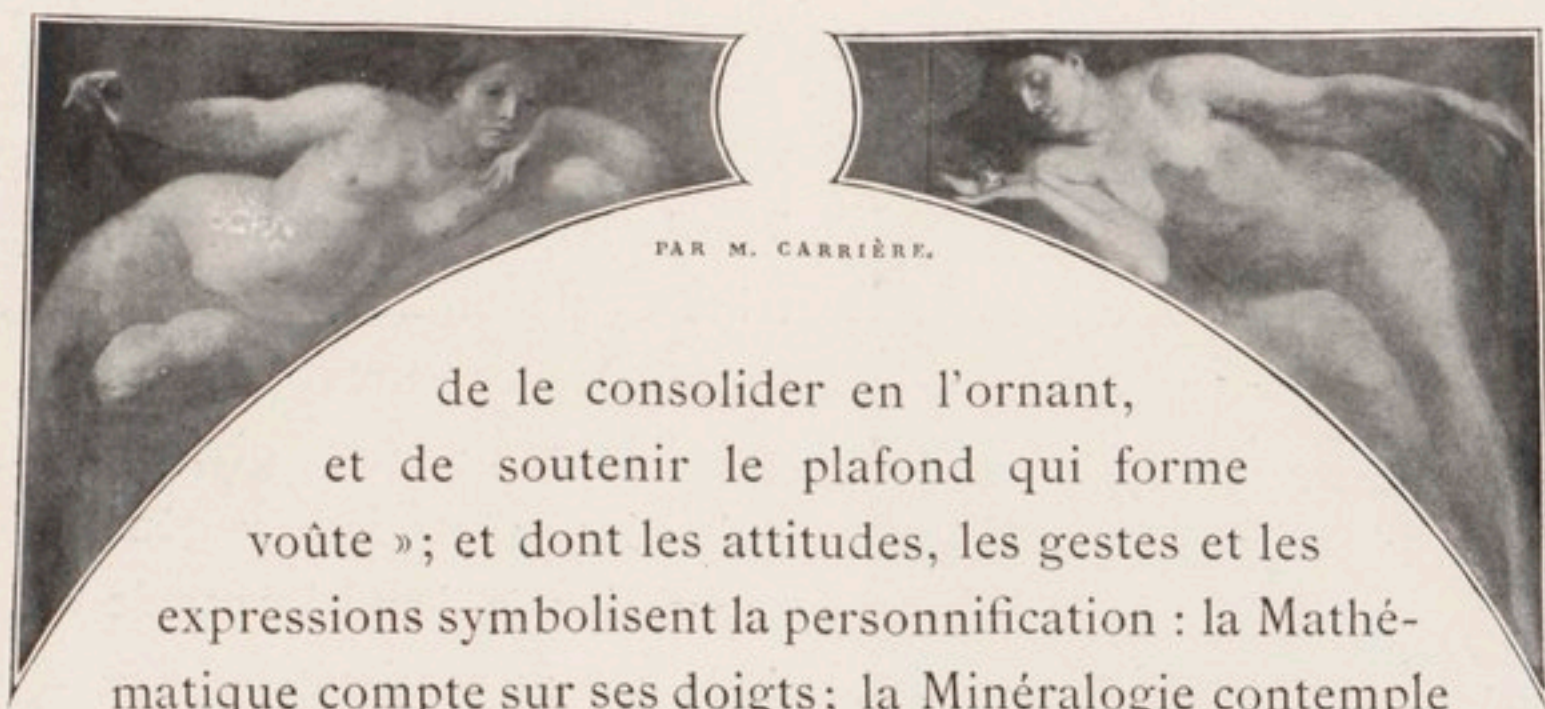 PAR M. CARRIÈRE.
de le consolider en l'ornant,
et de soutenir le plafond qui forme
voûte »; et dont les attitudes, les gestes et les
expressions symbolisent la personnification : la Mathé-
matique compte sur ses doigts; la Minéralogie contemple